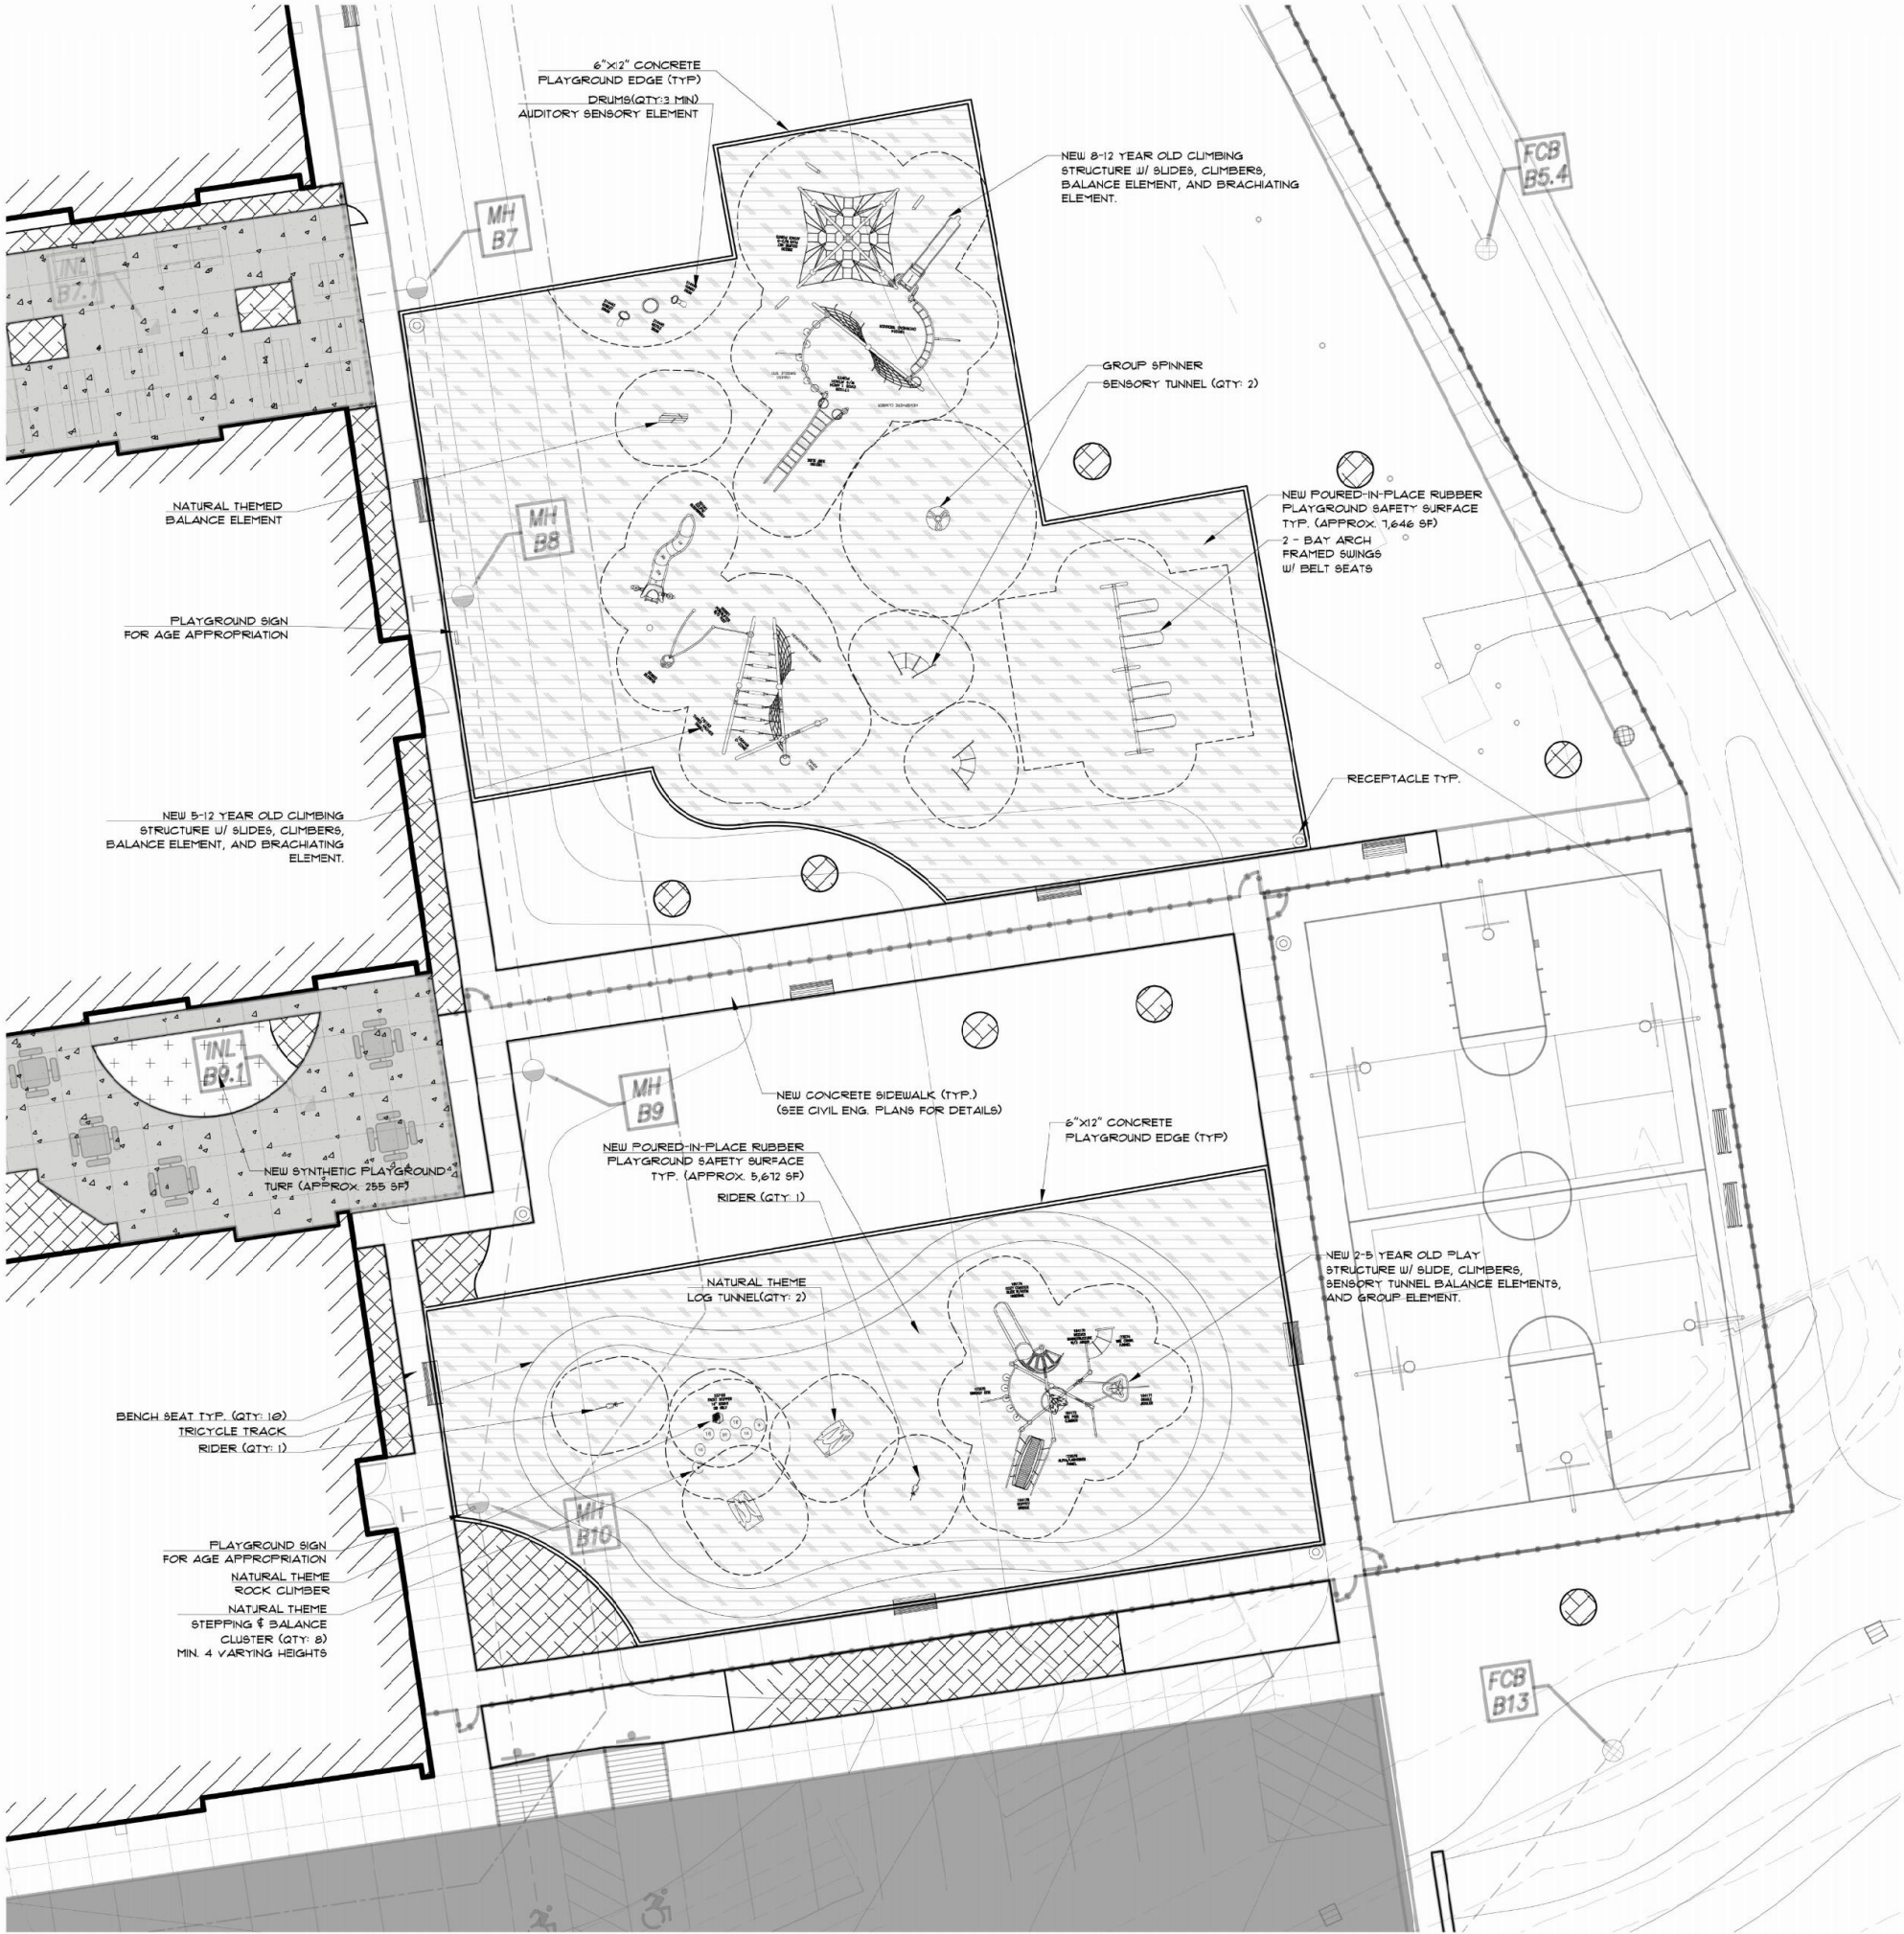 6"X12" CONCRETE
PLAYGROUND EDGE (TYP)
DRUMS(QTY:3 MIN)
AUDITORY SENSORY ELEMENT
NEW 8-12 YEAR OLD CLIMBING
STRUCTURE W/ SLIDES, CLIMBERS,
BALANCE ELEMENT, AND BRACHIATING
ELEMENT.
FCB
B5.4
MH
B7
INL
B7.1
GROUP SPINNER
SENSORY TUNNEL (QTY: 2)
NATURAL THEMED
BALANCE ELEMENT
MH
B8
NEW POURED-IN-PLACE RUBBER
PLAYGROUND SAFETY SURFACE
TYP. (APPROX. 7,646 SF)
2 - BAY ARCH
FRAMED SWINGS
W/ BELT SEATS
PLAYGROUND SIGN
FOR AGE APPROPRIATION
RECEPTACLE TYP.
NEW 5-12 YEAR OLD CLIMBING
STRUCTURE W/ SLIDES, CLIMBERS,
BALANCE ELEMENT, AND BRACHIATING
ELEMENT.
INL
B9.1
MH
B9
NEW CONCRETE SIDEWALK (TYP.)
(SEE CIVIL ENG. PLANS FOR DETAILS)
6"X12" CONCRETE
PLAYGROUND EDGE (TYP)
NEW POURED-IN-PLACE RUBBER
PLAYGROUND SAFETY SURFACE
TYP. (APPROX. 5,672 SF)
NEW SYNTHETIC PLAYGROUND
TURF (APPROX. 255 SF)
RIDER (QTY: 1)
NEW 2-5 YEAR OLD PLAY
STRUCTURE W/ SLIDE, CLIMBERS,
SENSORY TUNNEL BALANCE ELEMENTS,
AND GROUP ELEMENT.
NATURAL THEME
LOG TUNNEL(QTY: 2)
BENCH SEAT TYP. (QTY: 10)
TRICYCLE TRACK
RIDER (QTY: 1)
MH
B10
PLAYGROUND SIGN
FOR AGE APPROPRIATION
NATURAL THEME
ROCK CLIMBER
NATURAL THEME
STEPPING & BALANCE
CLUSTER (QTY: 8)
MIN. 4 VARYING HEIGHTS
FCB
B13